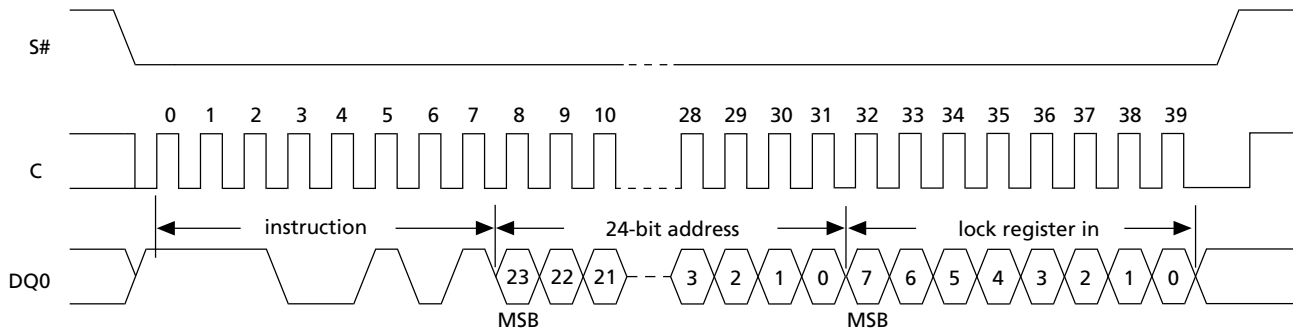 S#
0 1 2 3 4 5 6 7 8 9 10 28 29 30 31 32 33 34 35 36 37 38 39
C
instruction 24-bit address lock register in
DQ0 23 22 21 3 2 1 0 7 6 5 4 3 2 1 0
MSB MSB